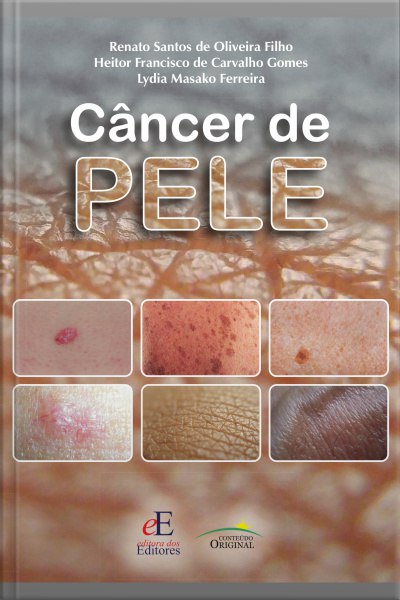 Renato Santos de Oliveira Filho
Heitor Francisco de Carvalho Gomes
Lydia Masako Ferreira
Câncer de
PELE
eE
editora dos
Editores
CONTEÚDO
ORIGINAL